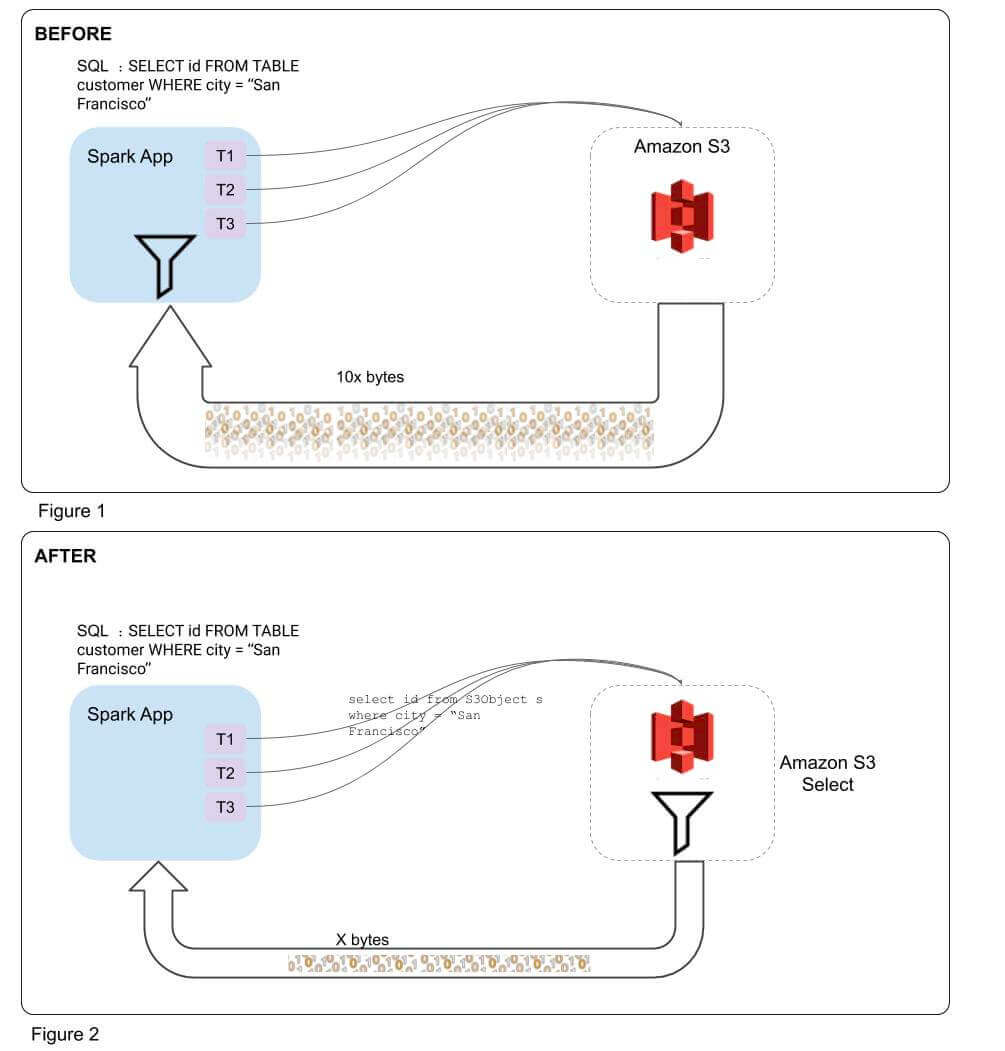 BEFORE
SQL : SELECT id FROM TABLE
customer WHERE city = “San
Francisco”
Spark App
T1
T2
T3
Amazon S3
10x bytes
Figure 1
AFTER
SQL : SELECT id FROM TABLE
customer WHERE city = “San
Francisco”
select id from S3Object s
where city = “San
Francisco”
Spark App
T1
T2
T3
Amazon S3
Select
X bytes
Figure 2